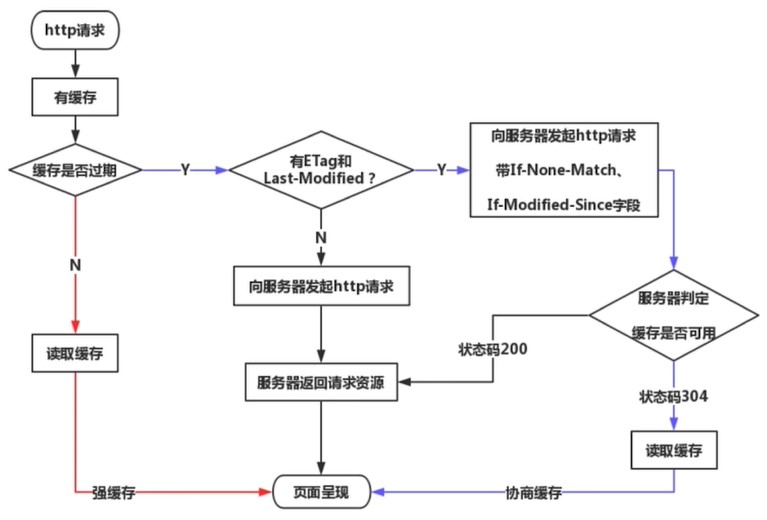 http请求
有缓存
缓存是否过期
Y
有ETag和
Last-Modified ?
Y
向服务器发起http请求
带If-None-Match、
If-Modified-Since字段
N
N
向服务器发起http请求
服务器判定
缓存是否可用
读取缓存
状态码200
服务器返回请求资源
状态码304
读取缓存
强缓存
页面呈现
协商缓存